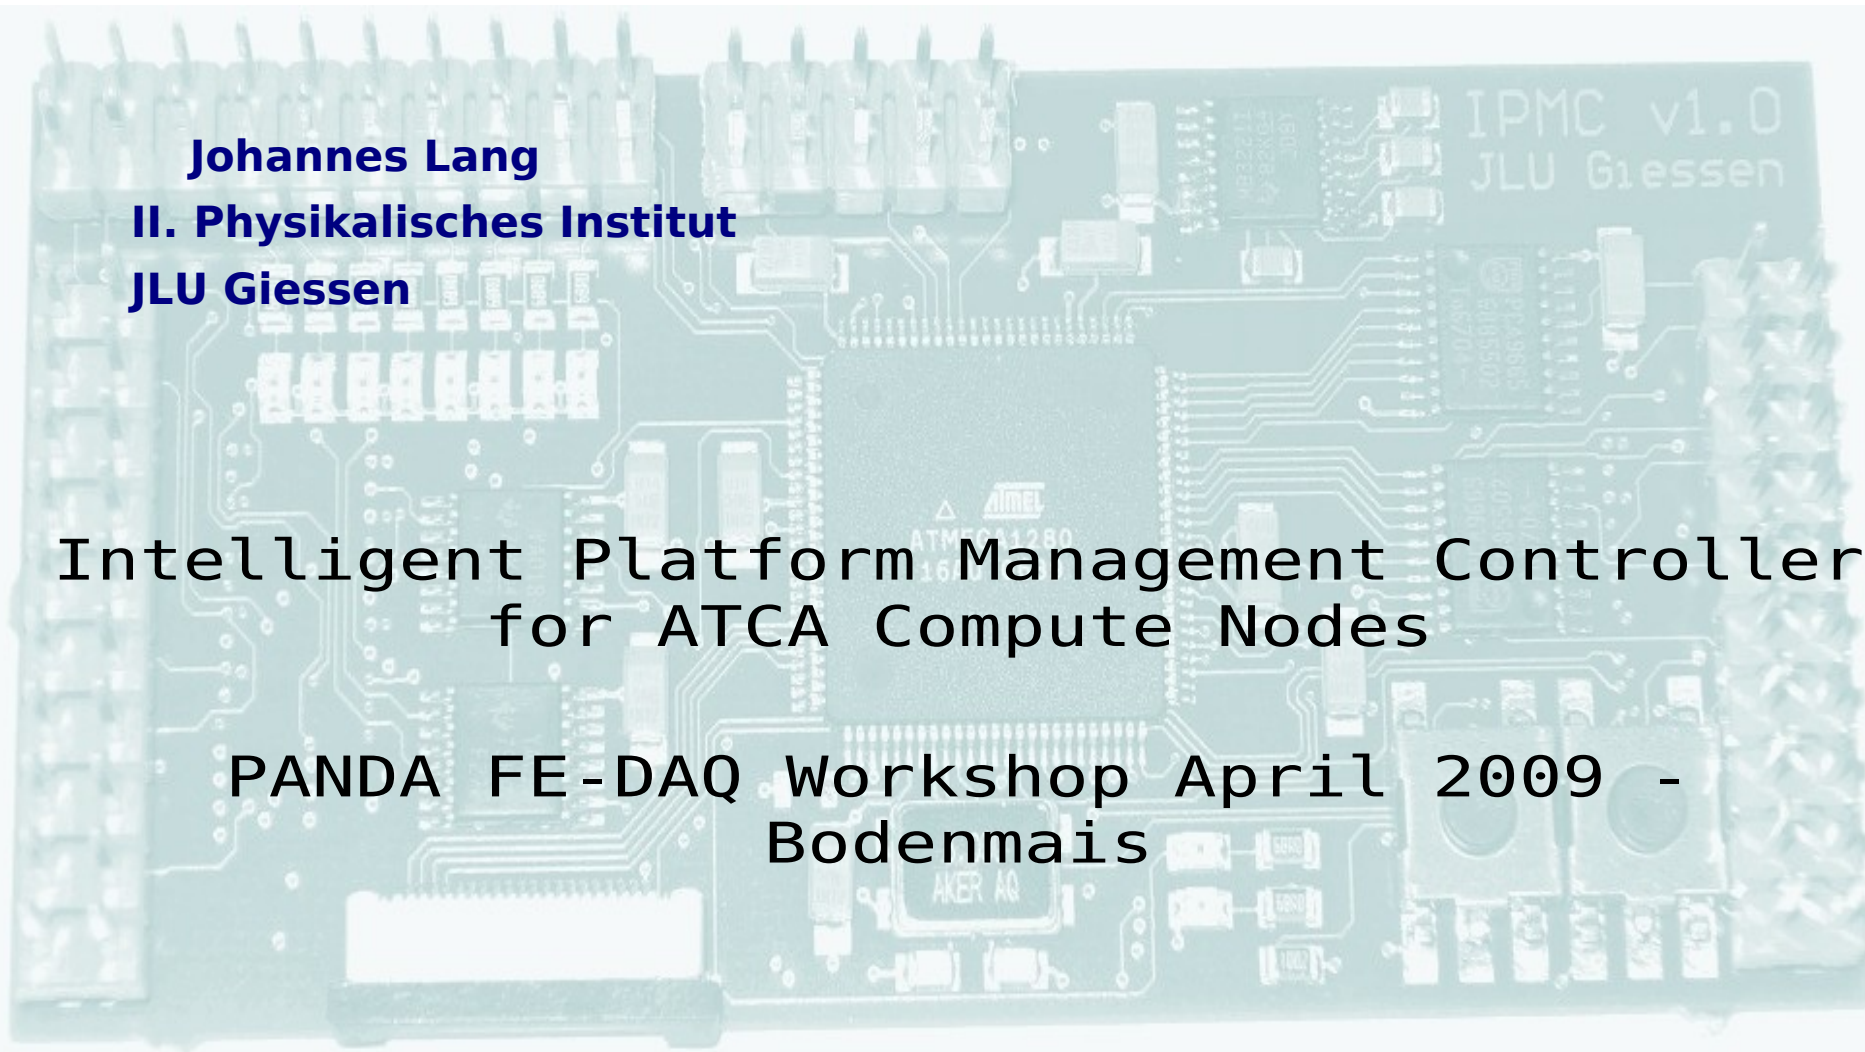 Johannes Lang
II. Physikalisches Institut
JLU Giessen
IPMC v1.0
JLU Giessen
ATMEL
Intelligent Platform Management Controller
for ATCA Compute Nodes
PANDA FE-DAQ Workshop April 2009 -
Bodenmais
AKER AQ